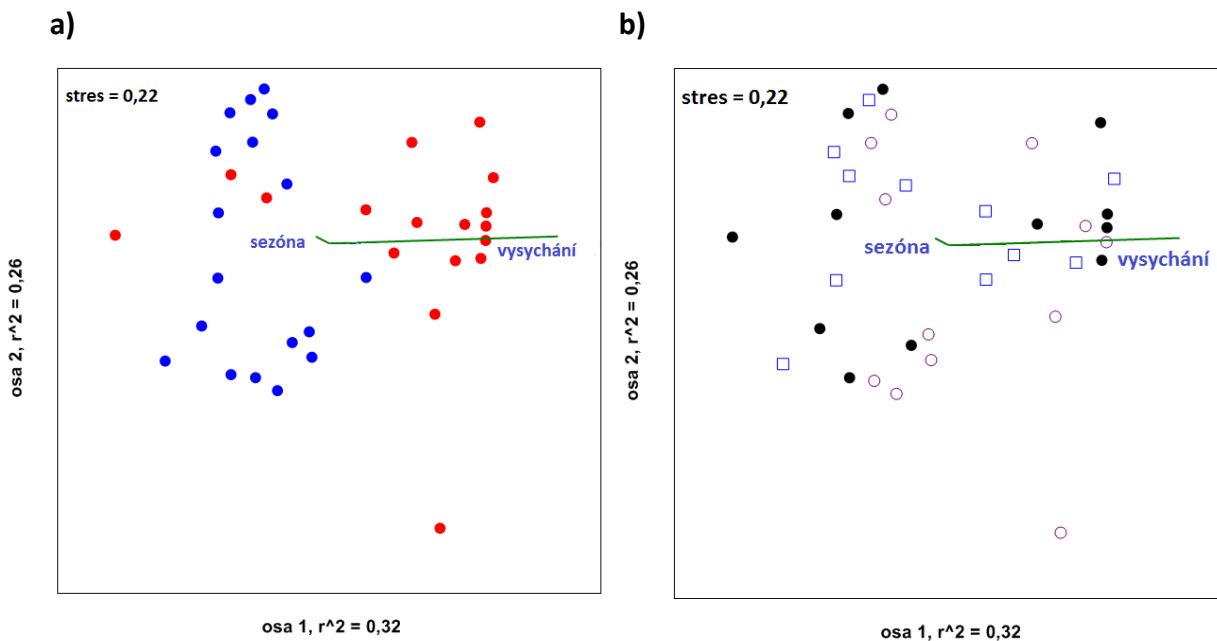 a)
stres = 0,22
sezóna
vysychání
osa 2, r^2 = 0,26
osa 1, r^2 = 0,32
b)
stres = 0,22
sezóna
vysychání
osa 2, r^2 = 0,26
osa 1, r^2 = 0,32